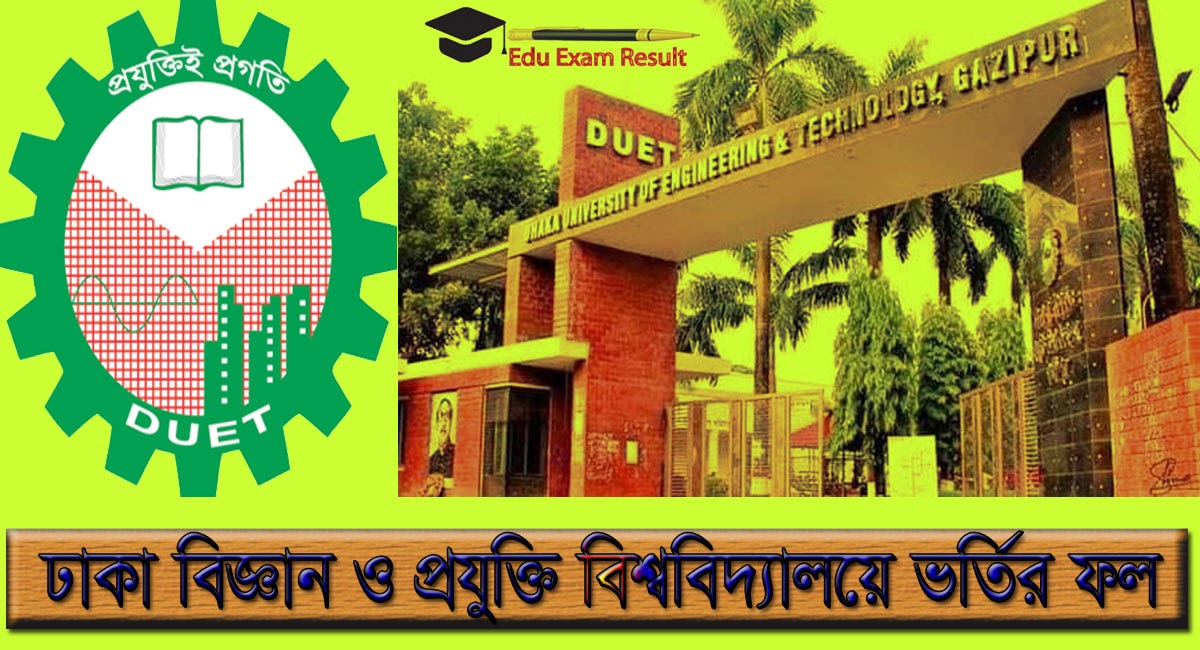 প্রযুক্তিই প্রগতি
DUET
Edu Exam Result
DUET
DHAKA UNIVERSITY OF ENGINEERING & TECHNOLOGY, GAZIPUR
ঢাকা বিজ্ঞান ও প্রযুক্তি বিশ্ববিদ্যালয়ে ভর্তির ফল